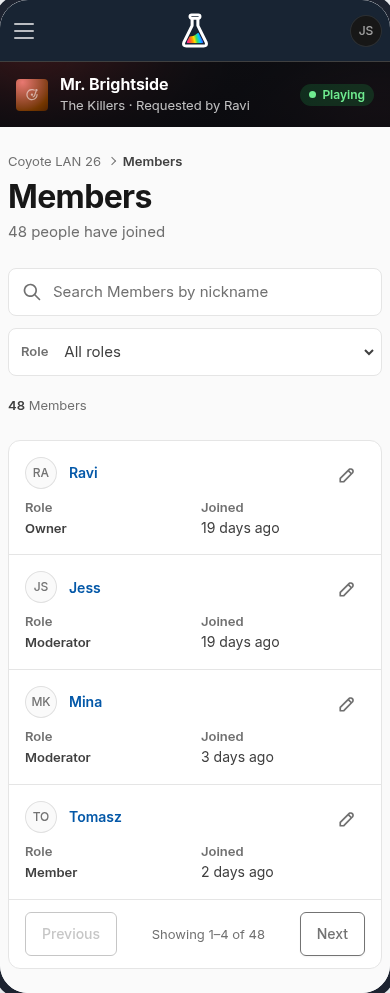 JS
Mr. Brightside
The Killers · Requested by Ravi
Playing
Coyote LAN 26 > Members
Members
48 people have joined
Search Members by nickname
Role All roles
48 Members
RA Ravi
Role Joined
Owner 19 days ago
JS Jess
Role Joined
Moderator 19 days ago
MK Mina
Role Joined
Moderator 3 days ago
TO Tomasz
Role Joined
Member 2 days ago
Previous Showing 1–4 of 48 Next